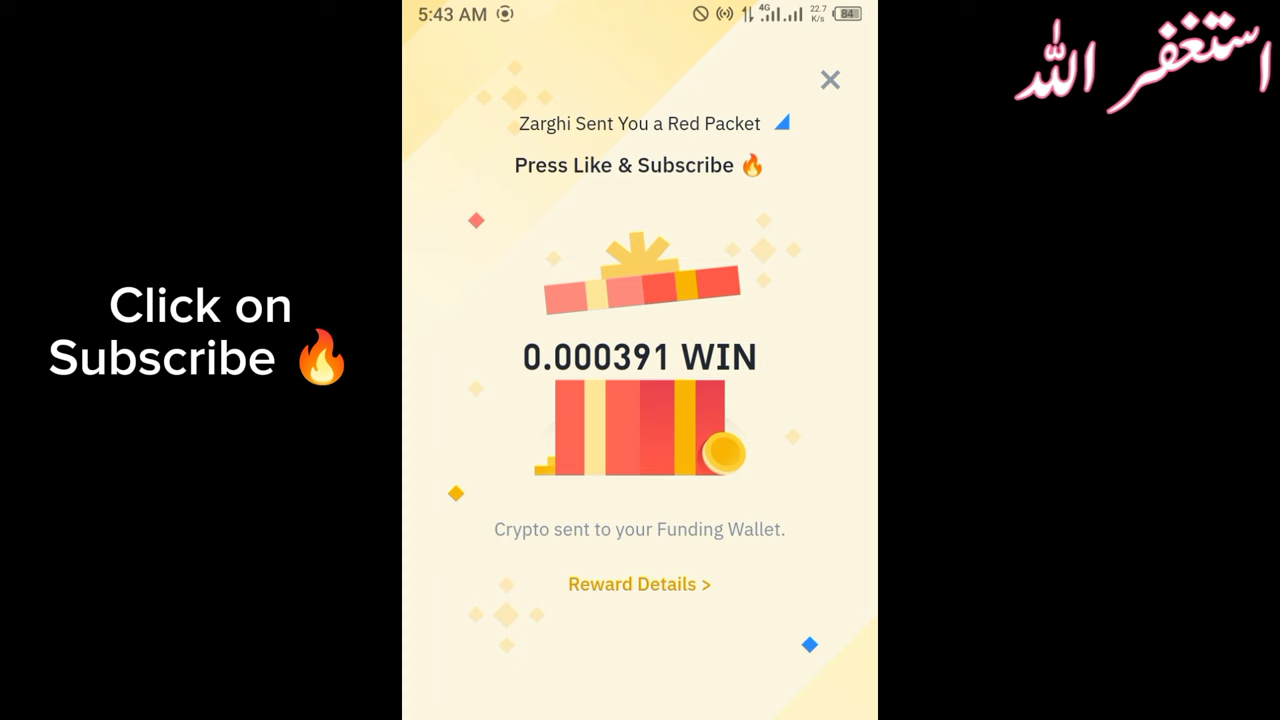 5:43 AM
4G
22.7
K/s
84
استغفر الله
Zarghi Sent You a Red Packet
Press Like & Subscribe 🔥
Click on
Subscribe 🔥
0.000391 WIN
Crypto sent to your Funding Wallet.
Reward Details >